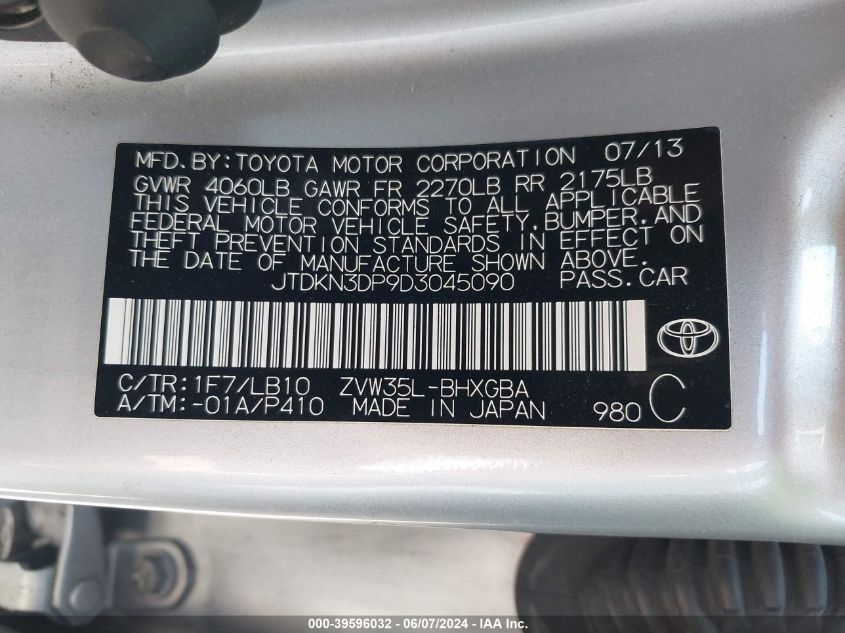 MFD.BY:TOYOTA MOTOR CORPORATION 07/13
GVWR 4060LB GAWR FR 2270LB RR 2175LB
THIS VEHICLE CONFORMS TO ALL APPLICABLE
FEDERAL MOTOR VEHICLE SAFETY,BUMPER,AND
THEFT PREVENTION STANDARDS IN EFFECT ON
THE DATE OF MANUFACTURE SHOWN ABOVE.
JTDKN3DP9D3045090 PASS.CAR
C/TR:1F7/LB10 ZVW35L-BHXGBA
A/TM:-01A/P410 MADE IN JAPAN 980 C
000-39596032 - 06/07/2024 - IAA Inc.